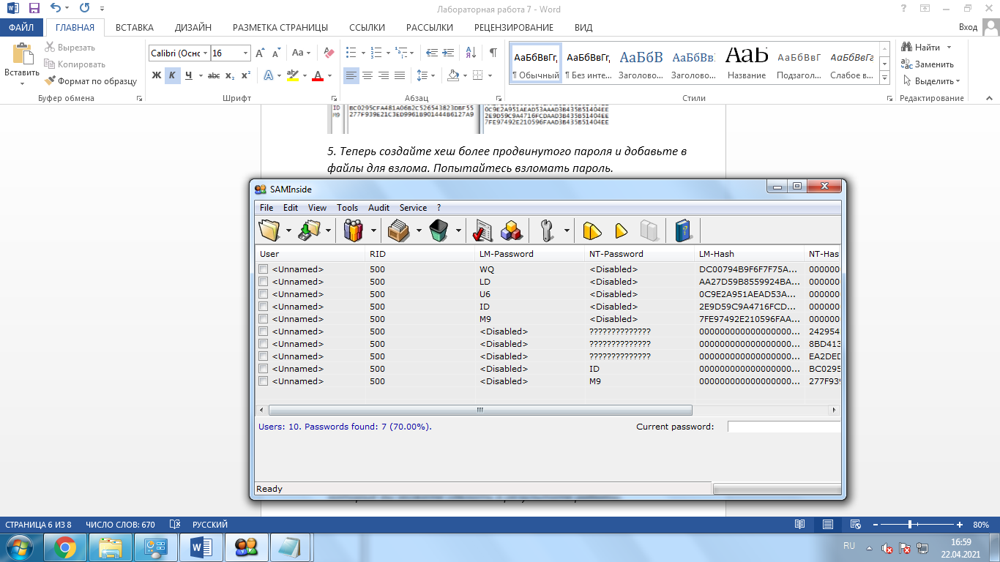 Лабораторная работа 7 - Word
ФАЙЛ ГЛАВНАЯ ВСТАВКА ДИЗАЙН РАЗМЕТКА СТРАНИЦЫ ССЫЛКИ РАССЫЛКИ РЕЦЕНЗИРОВАНИЕ ВИД Вход
Вставить
Вырезать
Копировать
Формат по образцу
Буфер обмена
Calibri (Оснс 16
Ж К Ч abc x₂ x²
Шрифт
Абзац
АаБбВвГг, АаБбВвГг, АаБбВ АаБбВв: АаБ АаБбВвГ АаБбВвГг
¶ Обычный ¶ Без инте... Заголово... Заголово... Название Подзагол... Слабое в...
Стили
Найти
Заменить
Выделить
Редактирование
ID BC0295CFA481A06B2C526543823DBF55
M9 277F939E21C3ED9961B901444B6127A9
0C9E2A951AEAD53AAAD3B435B51404EE
2E9D59C9A4716FCDAAD3B435B51404EE
7FE97492E210596FAAD3B435B51404EE
5. Теперь создайте хеш более продвинутого пароля и добавьте в
файлы для взлома. Попытайтесь взломать пароль.
SAMInside
File Edit View Tools Audit Service ?
User RID LM-Password NT-Password LM-Hash NT-Has
<Unnamed> 500 WQ <Disabled> DC00794B9F6F7F75A... 000000
<Unnamed> 500 LD <Disabled> AA27D59B8559924BA... 000000
<Unnamed> 500 U6 <Disabled> 0C9E2A951AEAD53A... 000000
<Unnamed> 500 ID <Disabled> 2E9D59C9A4716FCD... 000000
<Unnamed> 500 M9 <Disabled> 7FE97492E210596FAA... 000000
<Unnamed> 500 <Disabled> ?????????????? 00000000000000000... 242954
<Unnamed> 500 <Disabled> ?????????????? 00000000000000000... 8BD413
<Unnamed> 500 <Disabled> ?????????????? 00000000000000000... EA2DED
<Unnamed> 500 <Disabled> ID 00000000000000000... BC0295
<Unnamed> 500 <Disabled> M9 00000000000000000... 277F939
Users: 10. Passwords found: 7 (70.00%). Current password:
Ready
СТРАНИЦА 6 ИЗ 8 ЧИСЛО СЛОВ: 670 РУССКИЙ 80%
RU
16:59
22.04.2021